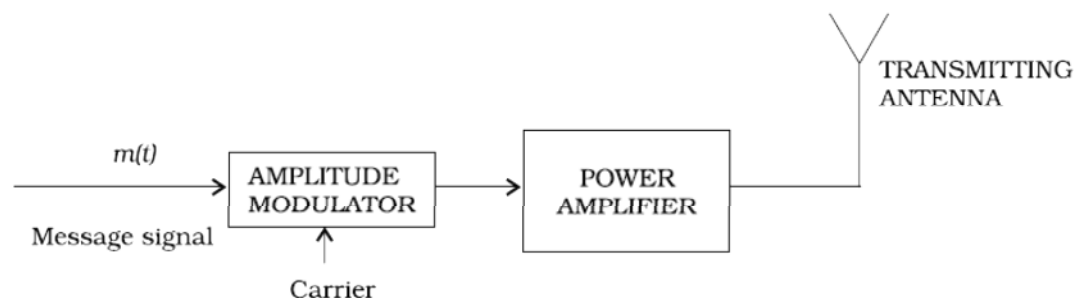 TRANSMITTING
ANTENNA
m(t)
AMPLITUDE
MODULATOR
POWER
AMPLIFIER
Message signal
Carrier